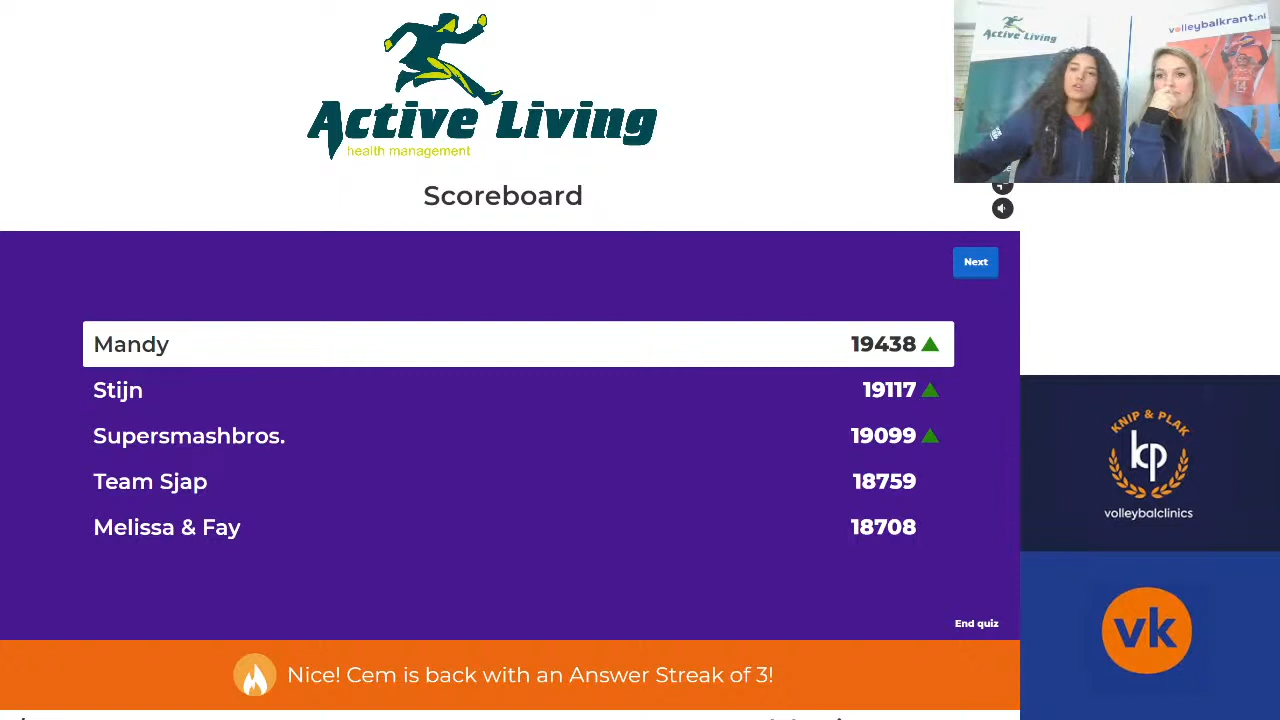 Active Living
health management
Active Living
volleybalkrant.nl
14
Scoreboard
Next
Mandy 19438
Stijn 19117
Supersmashbros. 19099
Team Sjap 18759
Melissa & Fay 18708
KNIP & PLAK
kp
volleybalclinics
vk
End quiz
Nice! Cem is back with an Answer Streak of 3!